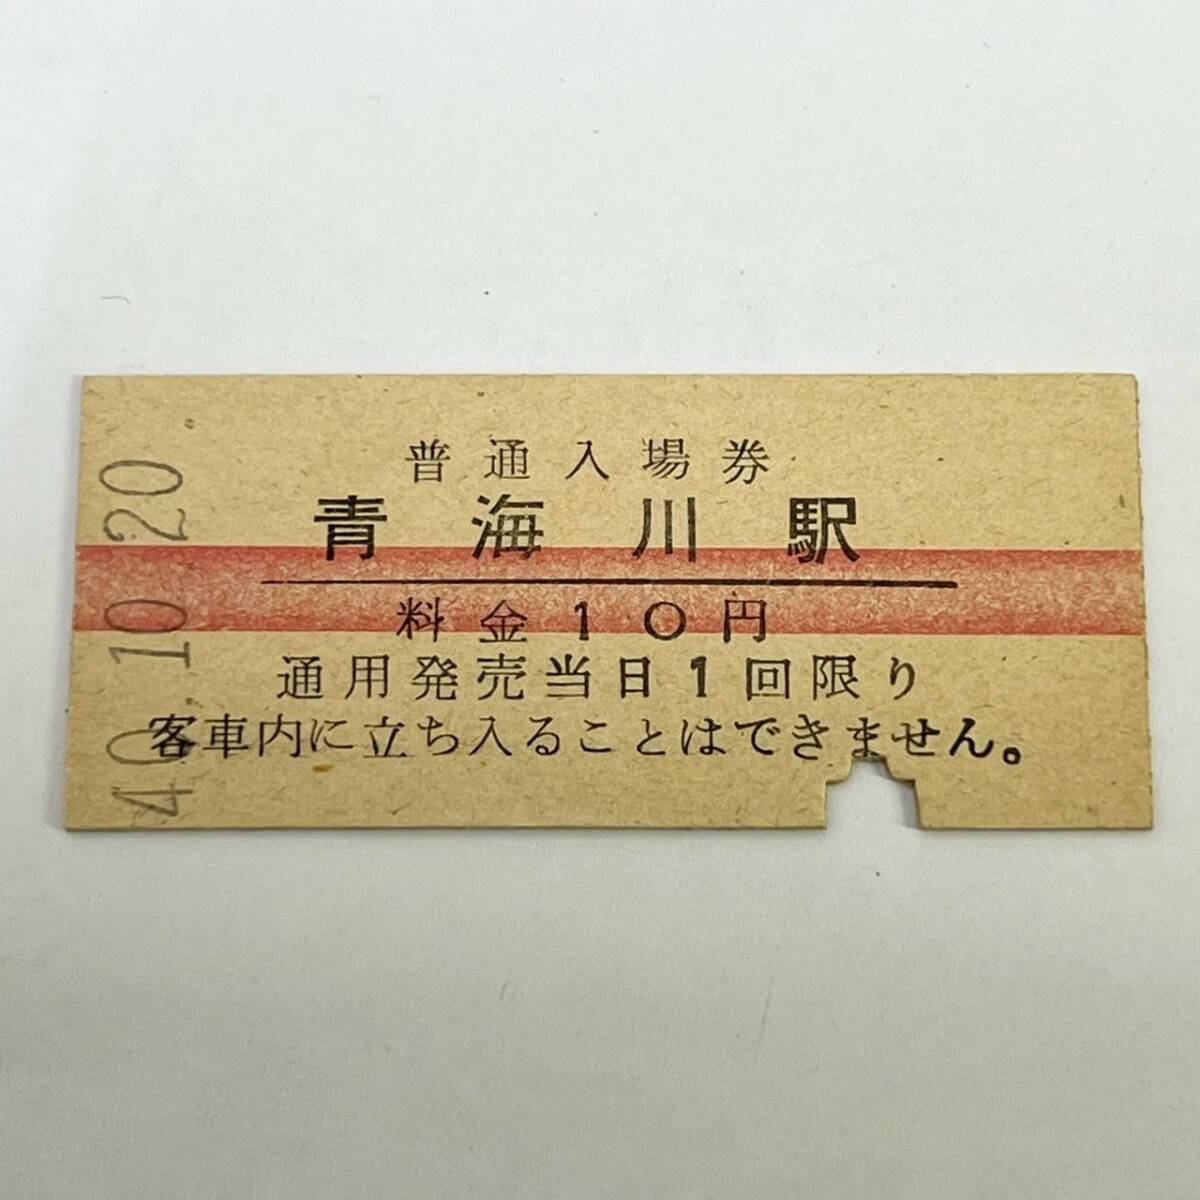 普通入場券
青海川駅
料金10円
通用発売当日1回限り
客車内に立ち入ることはできません。
40.10.20.